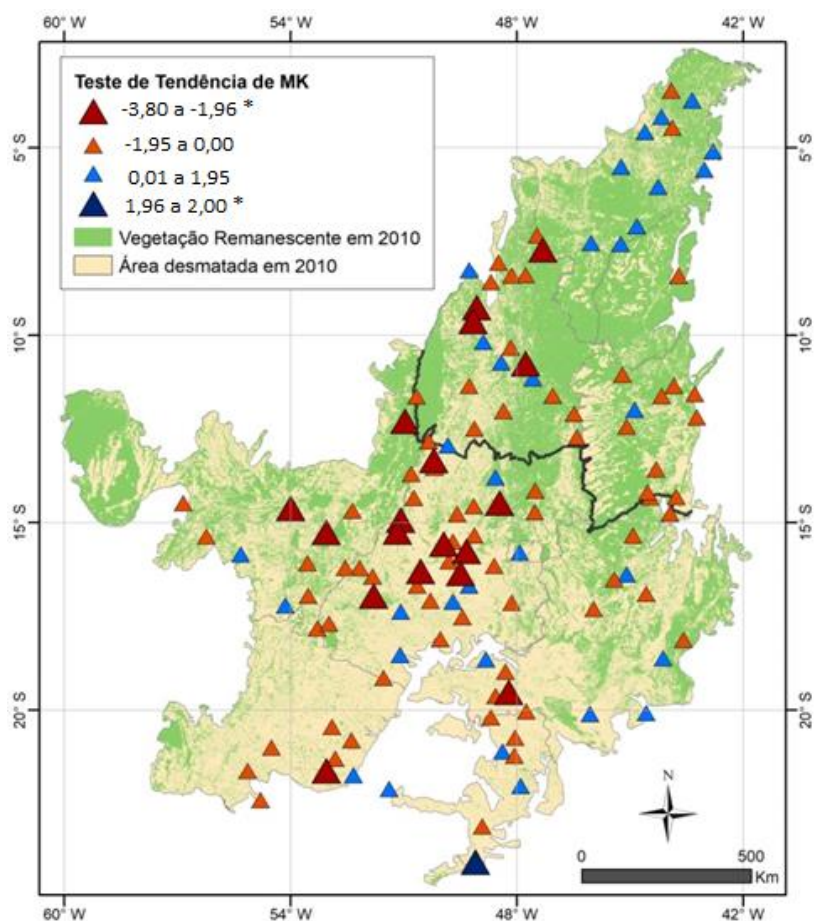 60° W
54° W
48° W
42° W
Teste de Tendência de MK
-3,80 a -1,96 *
-1,95 a 0,00
0,01 a 1,95
1,96 a 2,00 *
Vegetação Remanescente em 2010
Área desmatada em 2010
5°S
5°S
10°S
10°S
15°S
15°S
20°S
20°S
N
0
500
Km
60° W
54° W
48° W
42° W